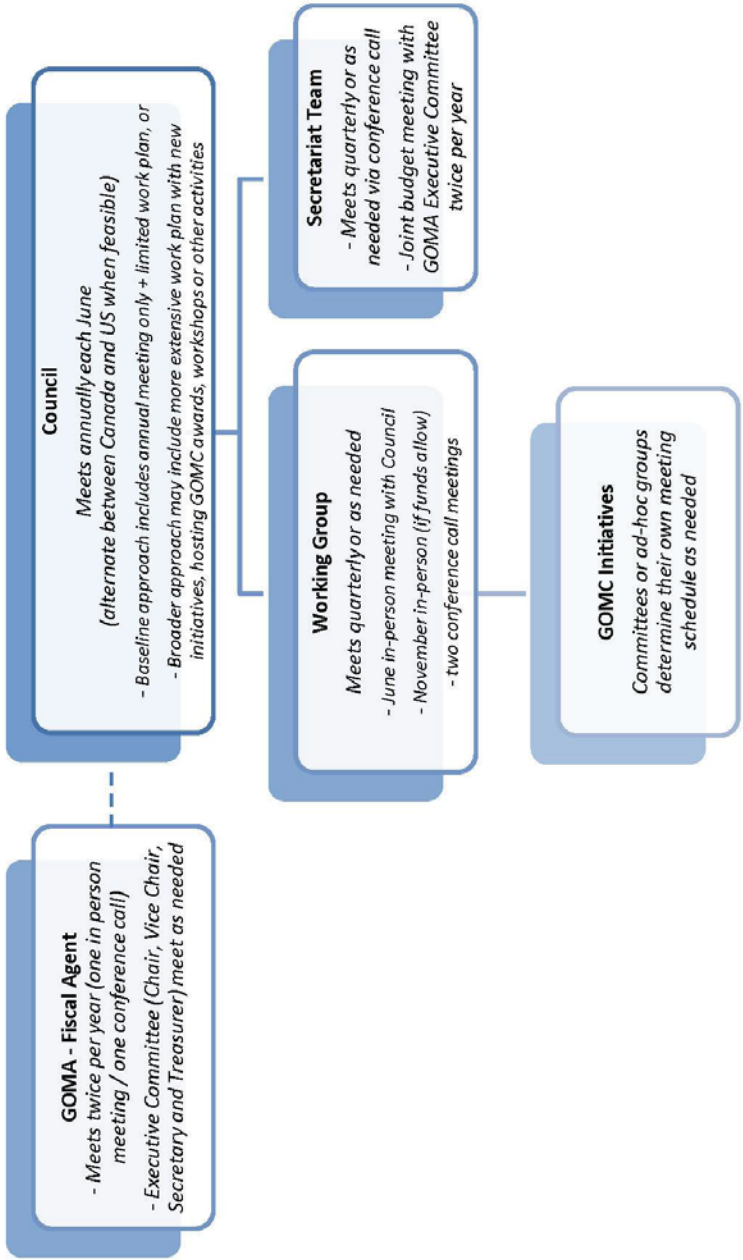 GOMA - Fiscal Agent
- Meets twice per year (one in person
meeting / one conference call)
- Executive Committee (Chair, Vice Chair,
Secretary and Treasurer) meet as needed
Council
Meets annually each June
(alternate between Canada and US when feasible)
- Baseline approach includes annual meeting only + limited work plan, or
- Broader approach may include more extensive work plan with new
initiatives, hosting GOMC awards, workshops or other activities
Working Group
Meets quarterly or as needed
- June in-person meeting with Council
- November in-person (if funds allow)
- two conference call meetings
Secretariat Team
- Meets quarterly or as
needed via conference call
- Joint budget meeting with
GOMA Executive Committee
twice per year
GOMC Initiatives
Committees or ad-hoc groups
determine their own meeting
schedule as needed